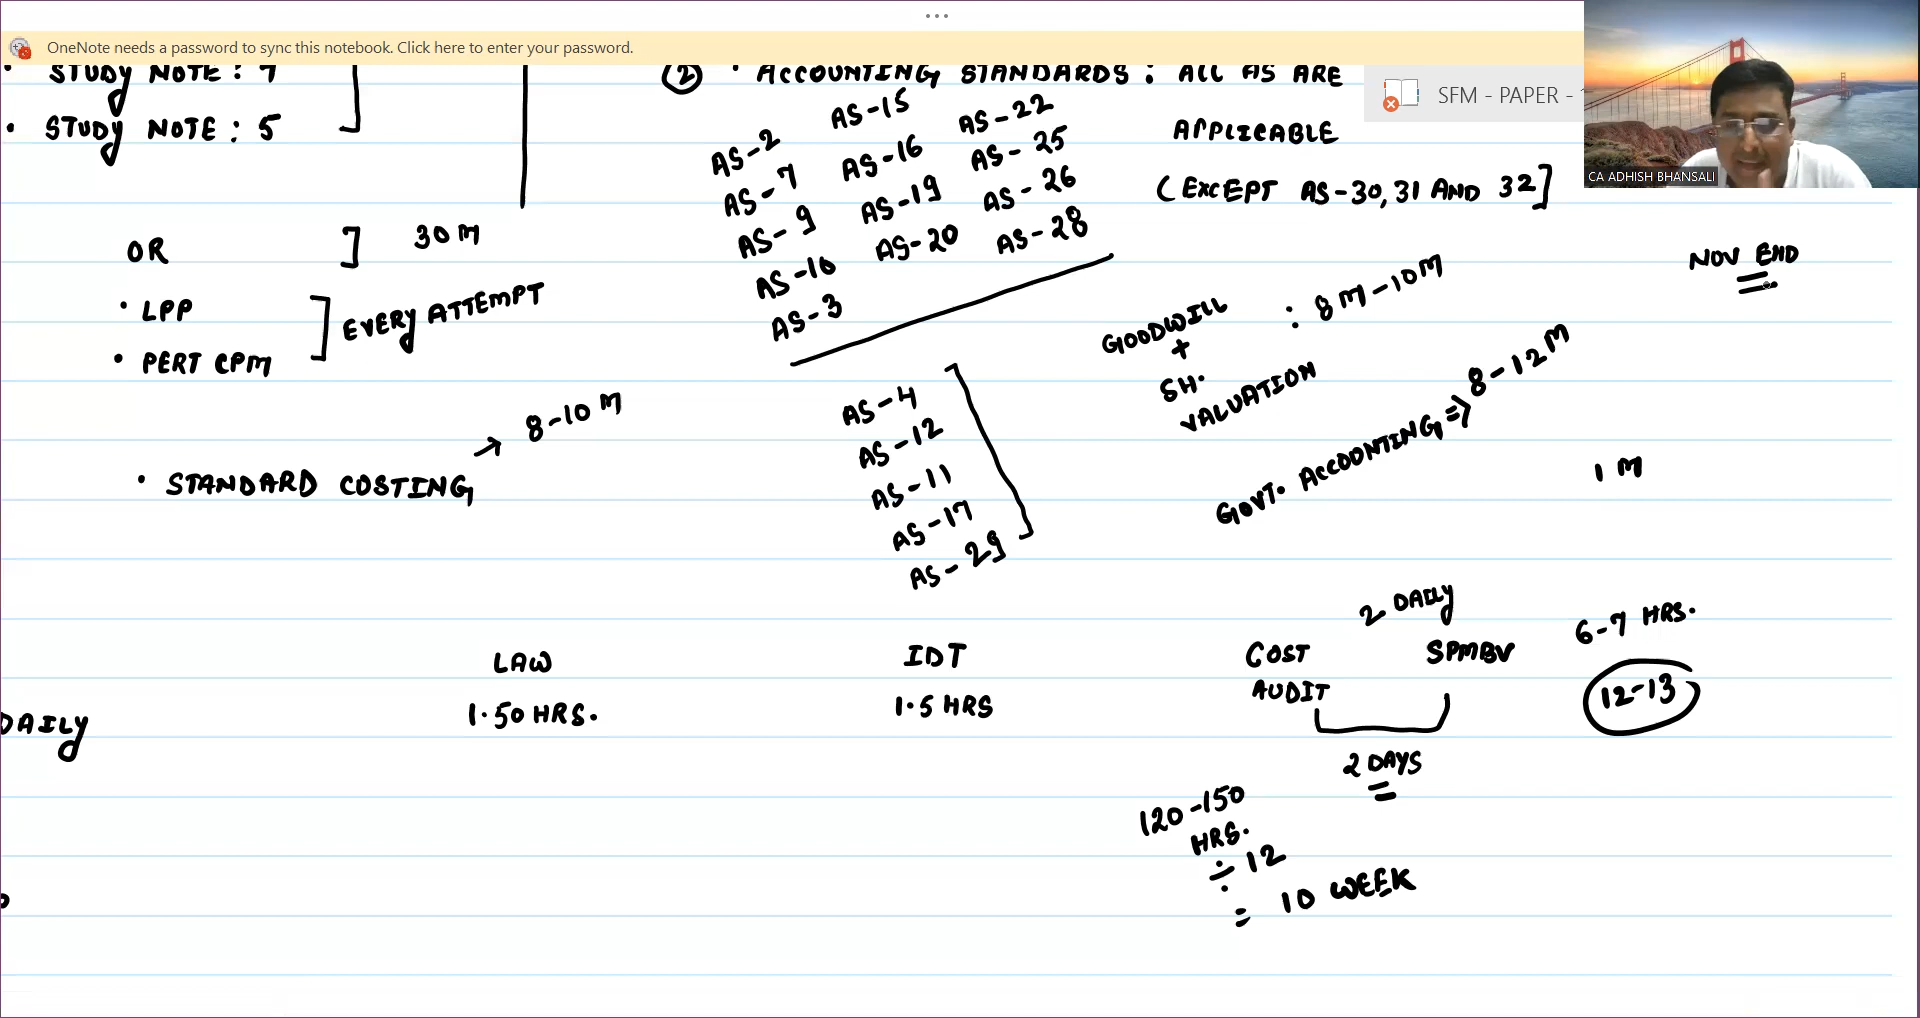 OneNote needs a password to sync this notebook. Click here to enter your password.
SFM - PAPER -
CA ADHISH BHANSALI
• STUDY NOTE : 7
• STUDY NOTE : 5
OR ] 30 M
• LPP
• PERT CPM
EVERY ATTEMPT
• STANDARD COSTING → 8-10 M
② • ACCOUNTING STANDARDS : ALL AS ARE
APPLICABLE
(EXCEPT AS-30, 31 AND 32]
AS-2
AS-7
AS-9
AS-10
AS-3
AS-15
AS-16
AS-19
AS-20
AS-22
AS-25
AS-26
AS-28
AS-4
AS-12
AS-11
AS-17
AS-29
GOODWILL
+
SH.
VALUATION
: 8M-10M
GOVT. ACCOONTING => 8-12M
NOV END
1 M
DAILY
LAW
1.50 HRS.
IDT
1.5 HRS
2 DAILY
COST
AUDIT
SPMBV
2 DAYS
6-7 HRS.
12-13
120-150
HRS.
÷ 12
= 10 WEEK